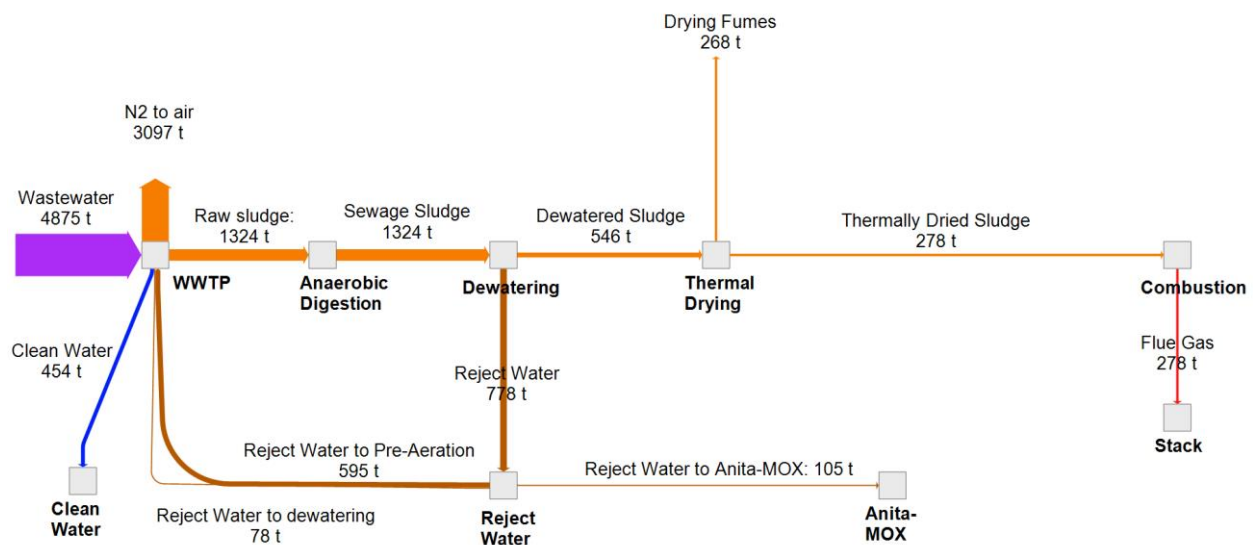 Drying Fumes
268 t
N2 to air
3097 t
Wastewater
4875 t
Raw sludge:
1324 t
Sewage Sludge
1324 t
Dewatered Sludge
546 t
Thermally Dried Sludge
278 t
WWTP
Anaerobic
Digestion
Dewatering
Thermal
Drying
Combustion
Clean Water
454 t
Reject Water
778 t
Flue Gas
278 t
Stack
Reject Water to Pre-Aeration
595 t
Reject Water to Anita-MOX: 105 t
Clean
Water
Reject Water to dewatering
78 t
Reject
Water
Anita-
MOX